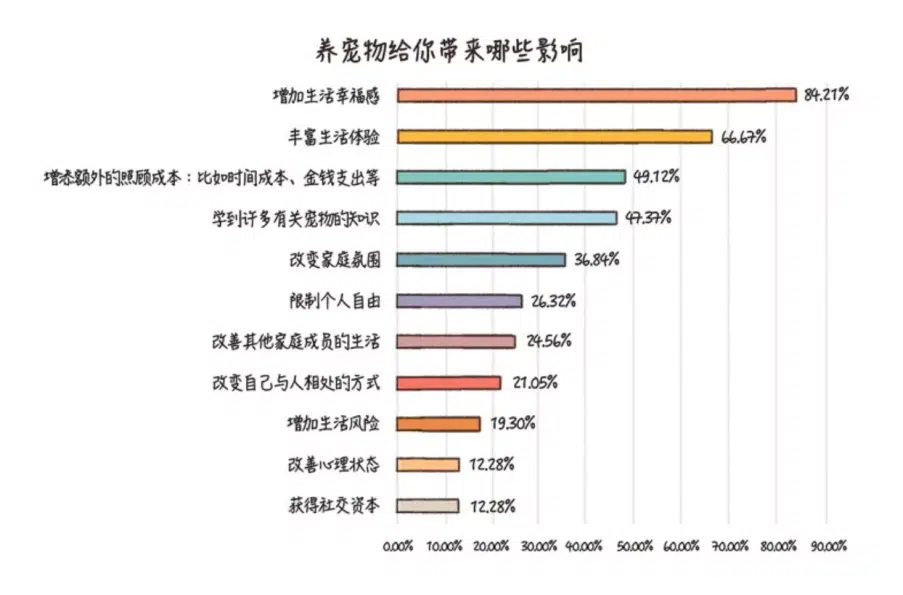 养宠物给你带来哪些影响
增加生活幸福感 84.21%
丰富生活体验 66.67%
增添额外的照顾成本：比如时间成本、金钱支出等 49.12%
学到许多有关宠物的知识 47.37%
改变家庭氛围 36.84%
限制个人自由 26.32%
改善其他家庭成员的生活 24.56%
改变自己与人相处的方式 21.05%
增加生活风险 19.30%
改善心理状态 12.28%
获得社交资本 12.28%
0.00% 10.00% 20.00% 30.00% 40.00% 50.00% 60.00% 70.00% 80.00% 90.00%